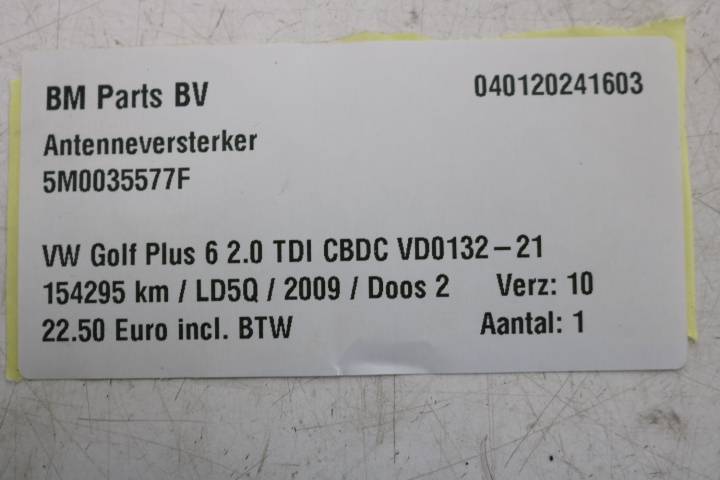 BM Parts BV 040120241603
Antenneversterker
5M0035577F
VW Golf Plus 6 2.0 TDI CBDC VD0132-21
154295 km / LD5Q / 2009 / Doos 2 Verz: 10
22.50 Euro incl. BTW Aantal: 1